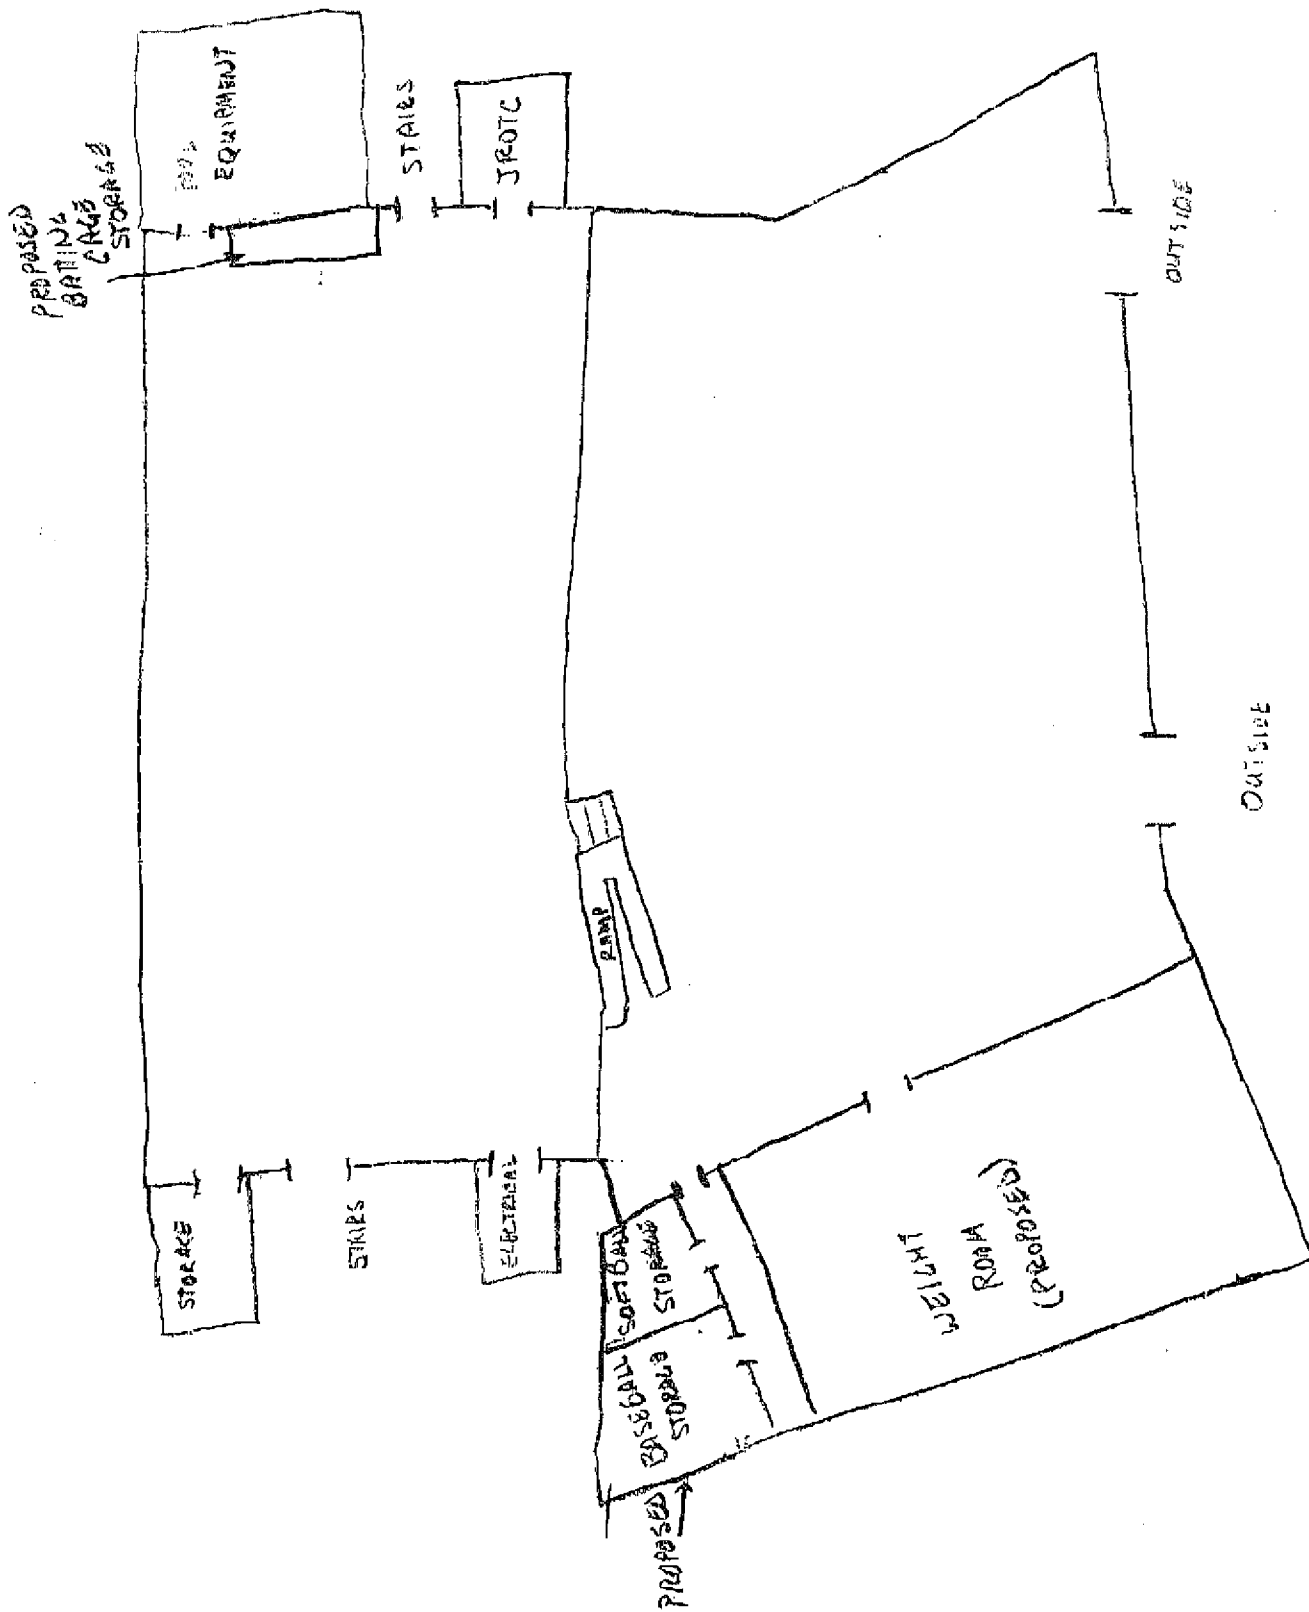 PROPOSED
BATTING
CAGE
STORAGE
EQUIPMENT
STAIRS
JROTC
OUTSIDE
OUTSIDE
RAMP
STORAGE
STAIRS
ELECTRICAL
SOFTBALL
STORAGE
BASEBALL
STORAGE
PROPOSED
WEIGHT
ROOM
(PROPOSED)